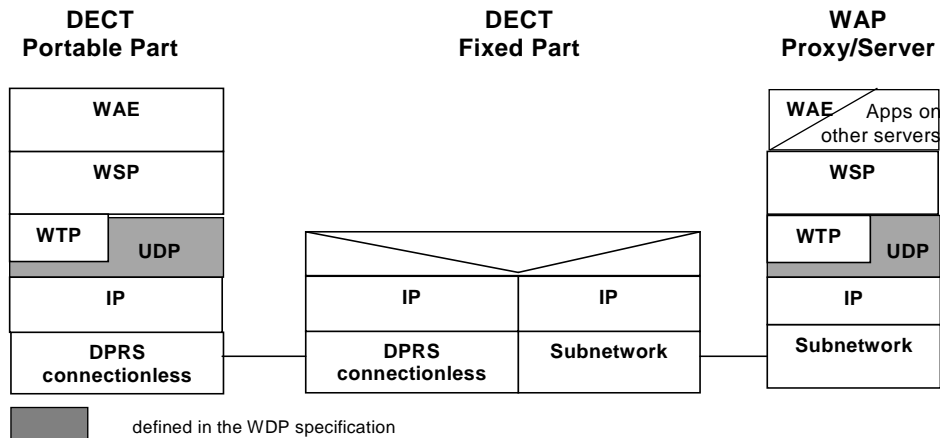 DECT
Portable Part
DECT
Fixed Part
WAP
Proxy/Server
WAE
WSP
WTP
UDP
IP
DPRS
connectionless
IP
IP
DPRS
connectionless
Subnetwork
WAE
Apps on
other servers
WSP
WTP
UDP
IP
Subnetwork
defined in the WDP specification